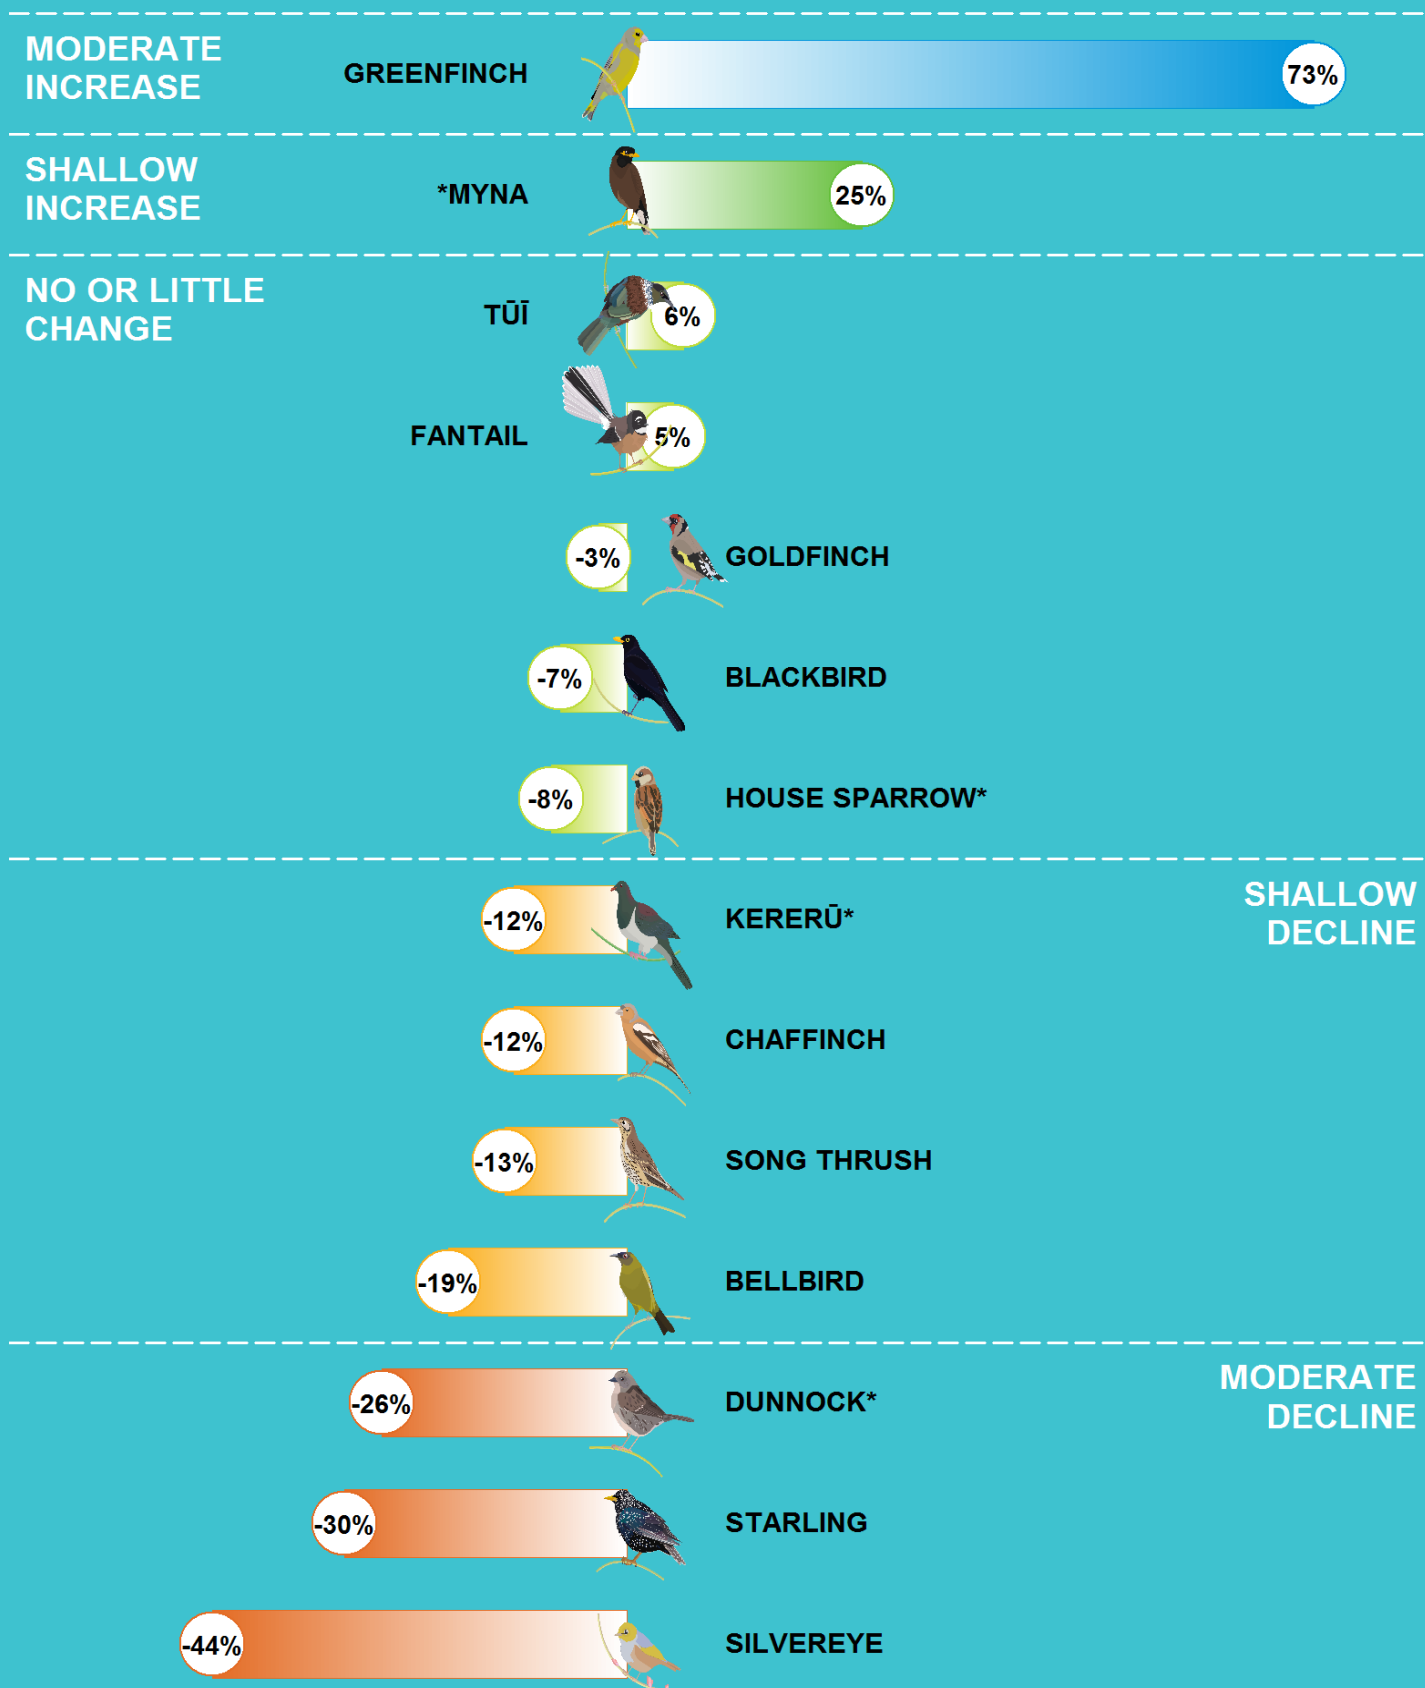 MODERATE
INCREASE
GREENFINCH
73%
SHALLOW
INCREASE
*MYNA
25%
NO OR LITTLE
CHANGE
TŪĪ
6%
FANTAIL
5%
-3%
GOLDFINCH
-7%
BLACKBIRD
-8%
HOUSE SPARROW*
SHALLOW
DECLINE
-12%
KERERŪ*
-12%
CHAFFINCH
-13%
SONG THRUSH
-19%
BELLBIRD
MODERATE
DECLINE
-26%
DUNNOCK*
-30%
STARLING
-44%
SILVEREYE